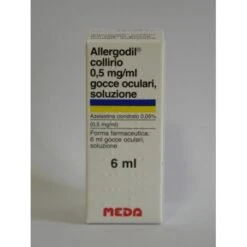 Allergodil®
collirio
0,5 mg/ml
gocce oculari,
soluzione
Azelastina cloridrato 0,05%
(0,5 mg/ml)
Forma farmaceutica:
6 ml gocce oculari,
soluzione
6 ml
MEDA